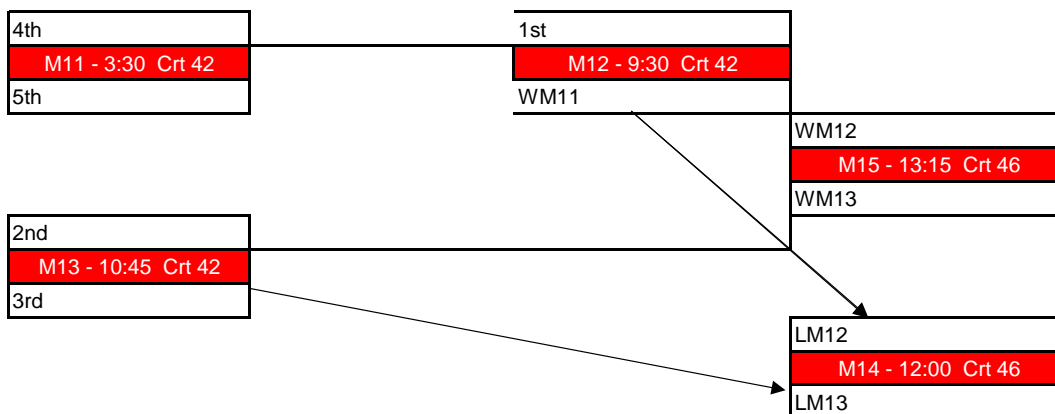 4th
M11 - 3:30 Crt 42
5th
1st
M12 - 9:30 Crt 42
WM11
WM12
M15 - 13:15 Crt 46
WM13
2nd
M13 - 10:45 Crt 42
3rd
LM12
M14 - 12:00 Crt 46
LM13